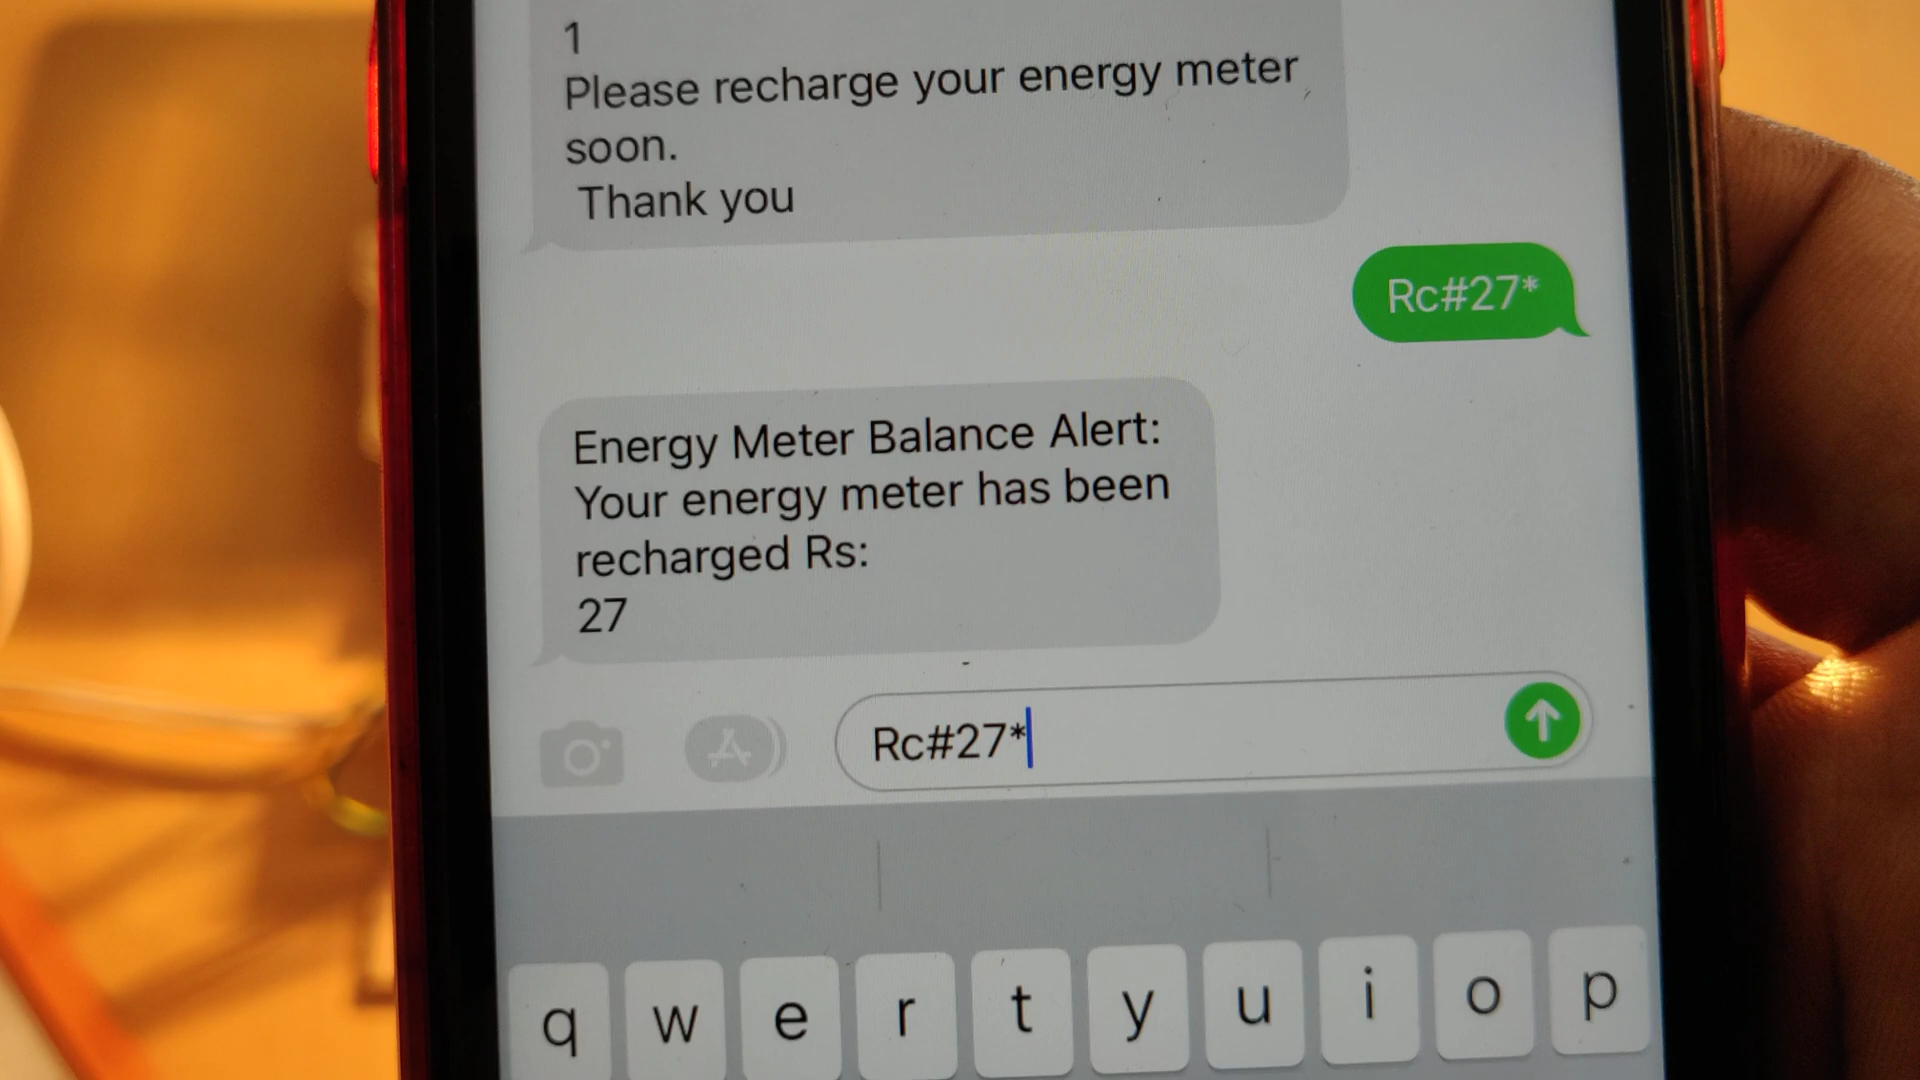 1
Please recharge your energy meter
soon.
Thank you
Rc#27*
Energy Meter Balance Alert:
Your energy meter has been
recharged Rs:
27
Rc#27*
q w e r t y u i o p